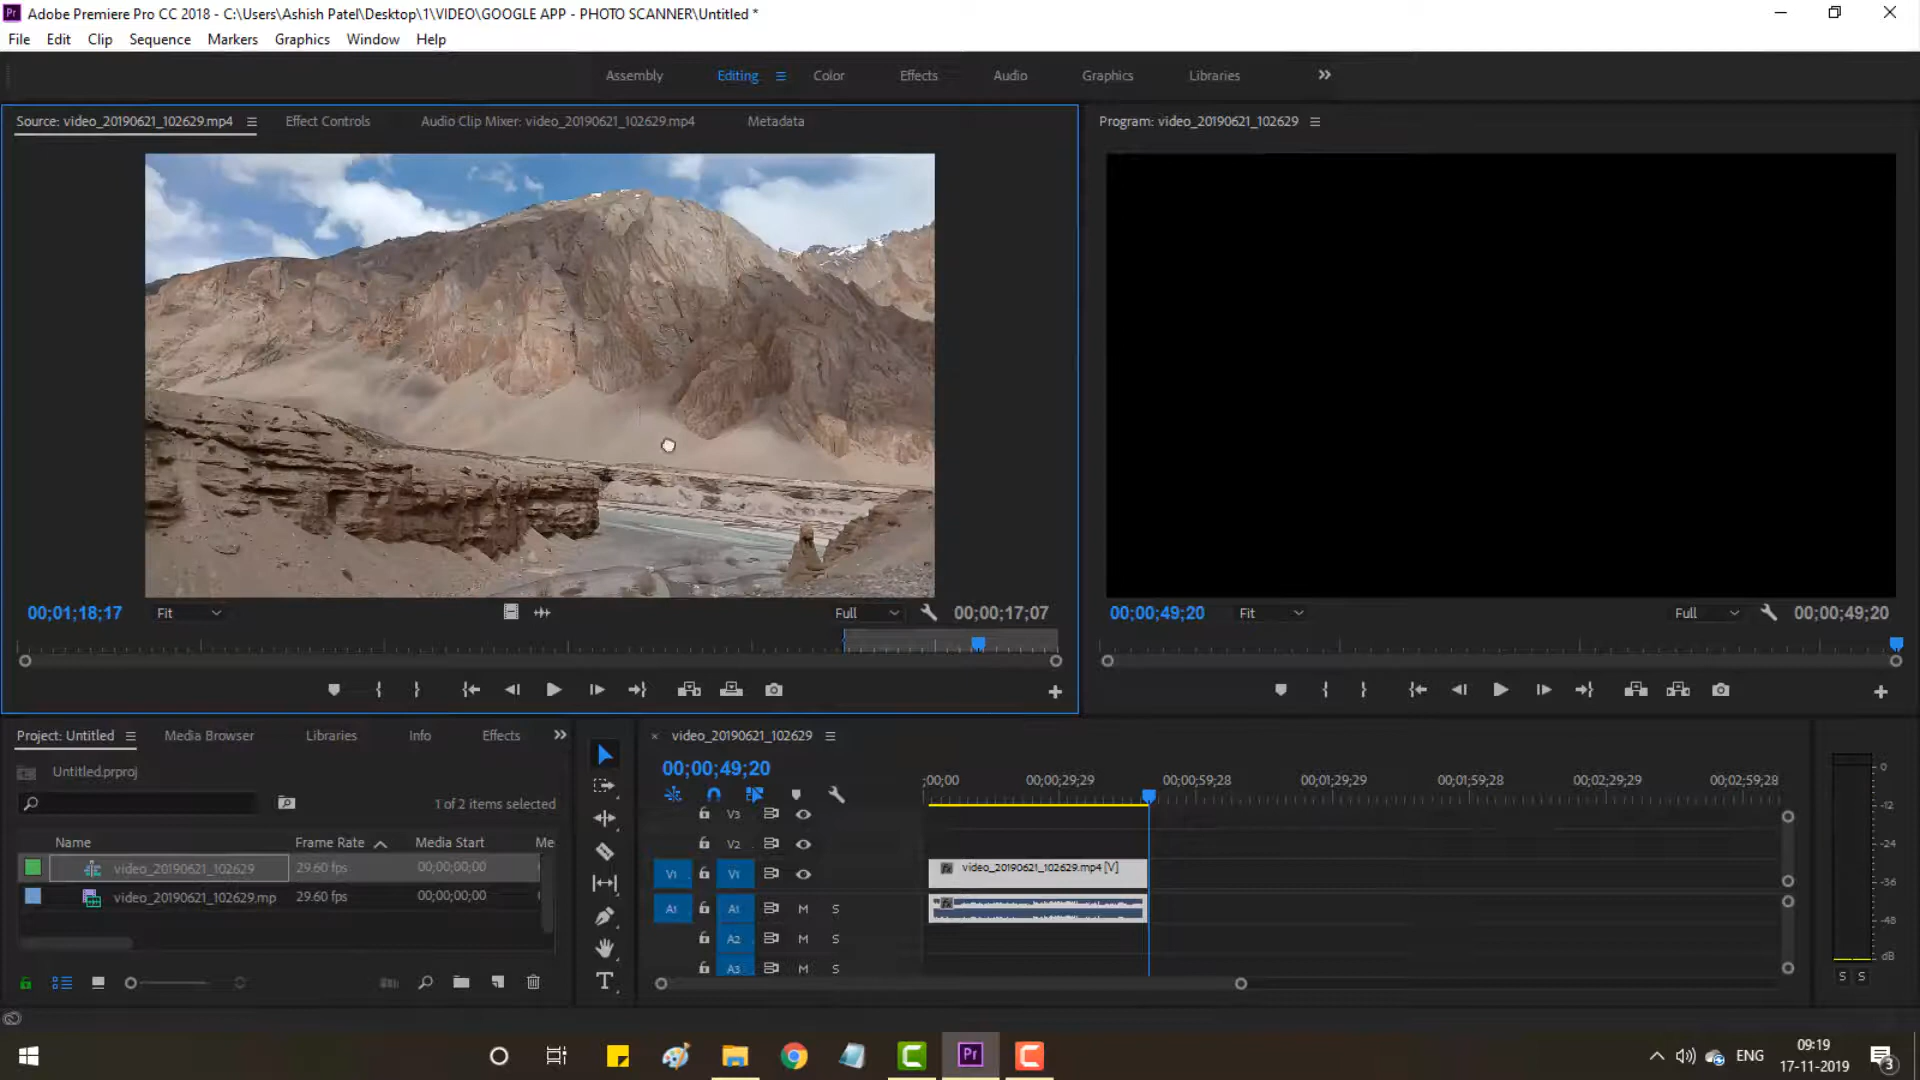 Pr Adobe Premiere Pro CC 2018 - C:\Users\Ashish Patel\Desktop\1\VIDEO\GOOGLE APP - PHOTO SCANNER\Untitled *
File Edit Clip Sequence Markers Graphics Window Help
Assembly Editing Color Effects Audio Graphics Libraries
Source: video_20190621_102629.mp4 Effect Controls Audio Clip Mixer: video_20190621_102629.mp4 Metadata
Program: video_20190621_102629
00;01;18;17 Fit Full 00;00;17;07
00;00;49;20 Fit Full 00;00;49;20
Project: Untitled Media Browser Libraries Info Effects
Untitled.prproj
1 of 2 items selected
Name Frame Rate Media Start Me
video_20190621_102629 29.60 fps 00;00;00;00
video_20190621_102629.mp 29.60 fps 00;00;00;00
video_20190621_102629
00;00;49;20
;00;00 00;00;29;29 00;00;59;28 00;01;29;29 00;01;59;28 00;02;29;29 00;02;59;28
V3
V2
V1 V1 video_20190621_102629.mp4 [V]
A1 A1 M S
A2 M S
A3 M S
0
-12
-24
-36
-48
dB
S S
T
Pr
ENG
09:19
17-11-2019
3